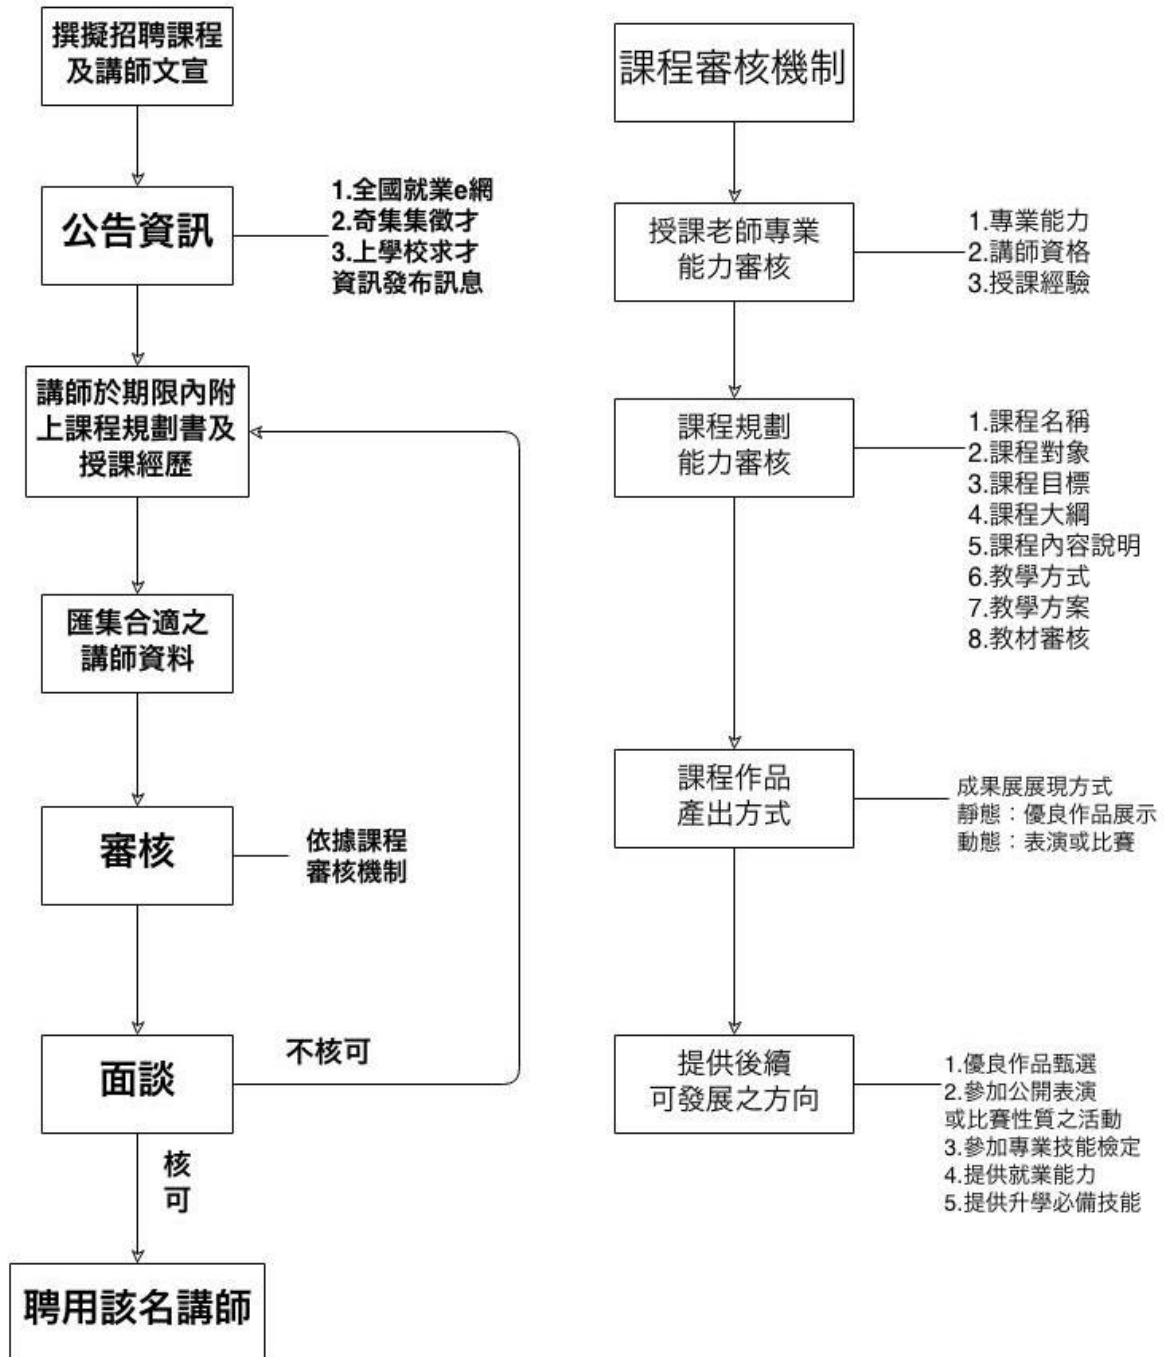 撰擬招聘課程
及講師文宣
公告資訊
1.全國就業e網
2.奇集集徵才
3.上學校求才
資訊發布訊息
講師於期限內附
上課程規劃書及
授課經歷
匯集合適之
講師資料
審核
依據課程
審核機制
面談
不核可
核
可
聘用該名講師
課程審核機制
授課老師專業
能力審核
1.專業能力
2.講師資格
3.授課經驗
課程規劃
能力審核
1.課程名稱
2.課程對象
3.課程目標
4.課程大綱
5.課程內容說明
6.教學方式
7.教學方案
8.教材審核
課程作品
產出方式
成果展展現方式
靜態：優良作品展示
動態：表演或比賽
提供後續
可發展之方向
1.優良作品甄選
2.參加公開表演
或比賽性質之活動
3.參加專業技能檢定
4.提供就業能力
5.提供升學必備技能